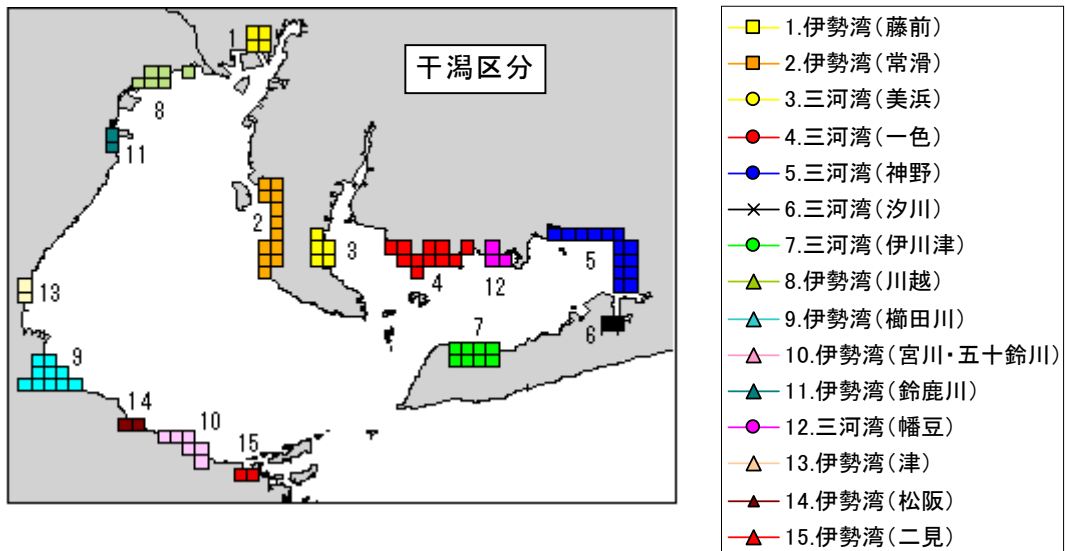 干潟区分
1
8
11
2
3
4
12
5
13
7
6
9
14
10
15
1.伊勢湾(藤前)
2.伊勢湾(常滑)
3.三河湾(美浜)
4.三河湾(一色)
5.三河湾(神野)
6.三河湾(汐川)
7.三河湾(伊川津)
8.伊勢湾(川越)
9.伊勢湾(櫛田川)
10.伊勢湾(宮川・五十鈴川)
11.伊勢湾(鈴鹿川)
12.三河湾(幡豆)
13.伊勢湾(津)
14.伊勢湾(松阪)
15.伊勢湾(二見)